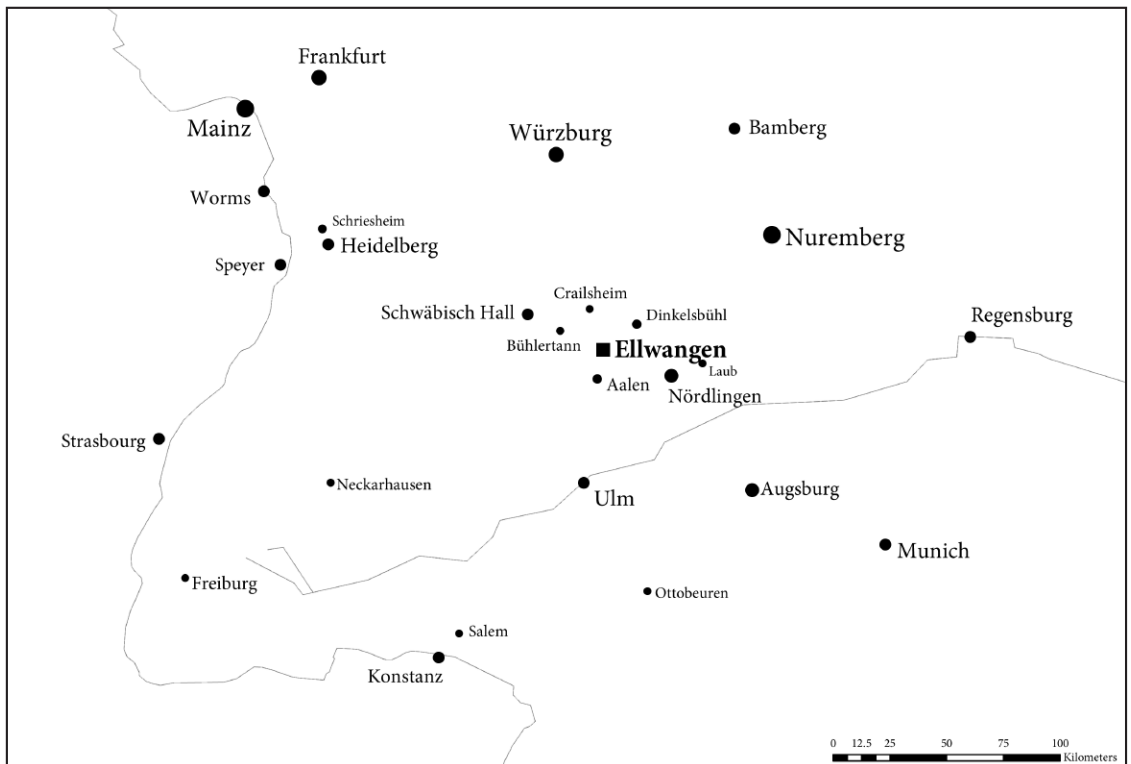 Frankfurt
Mainz
Würzburg
Bamberg
Worms
Schriesheim
Heidelberg
Nuremberg
Speyer
Crailsheim
Schwäbisch Hall
Dinkelsbühl
Regensburg
Bühlertann
Ellwangen
Laub
Aalen
Nördlingen
Strasbourg
Neckarhausen
Ulm
Augsburg
Munich
Freiburg
Ottobeuren
Salem
Konstanz
0 12.5 25 50 75 100
Kilometers